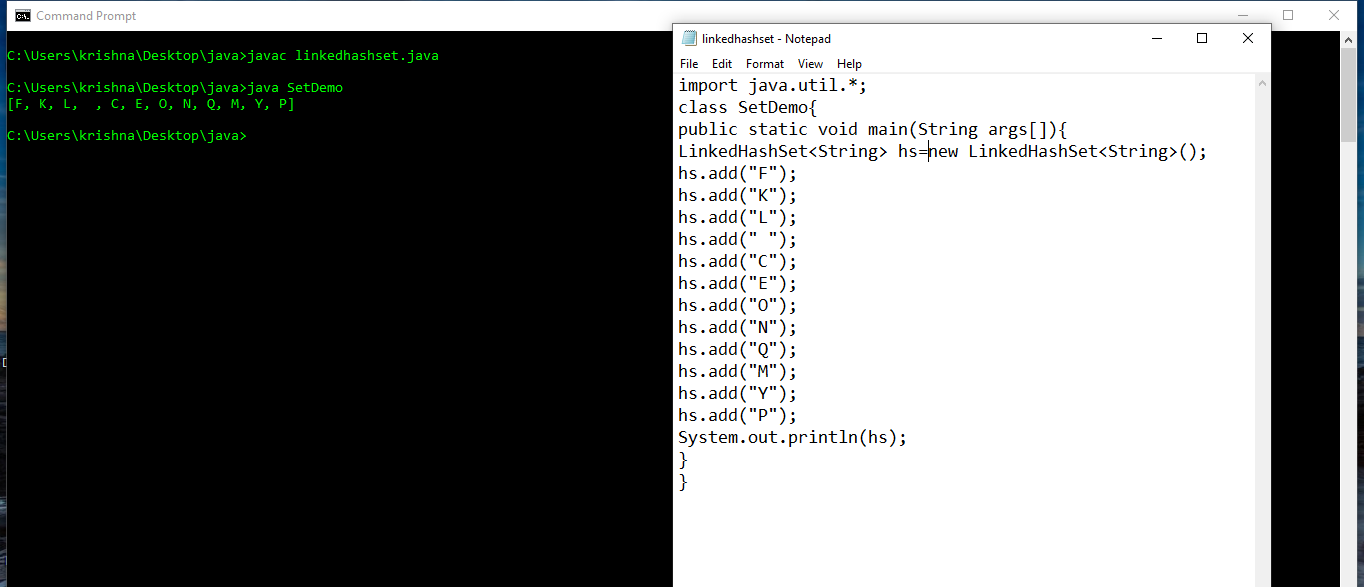 Command Prompt
C:\Users\krishna\Desktop\java>javac linkedhashset.java
C:\Users\krishna\Desktop\java>java SetDemo
[F, K, L,  , C, E, O, N, Q, M, Y, P]
C:\Users\krishna\Desktop\java>
linkedhashset - Notepad
File Edit Format View Help
import java.util.*;
class SetDemo{
public static void main(String args[]){
LinkedHashSet<String> hs=new LinkedHashSet<String>();
hs.add("F");
hs.add("K");
hs.add("L");
hs.add(" ");
hs.add("C");
hs.add("E");
hs.add("O");
hs.add("N");
hs.add("Q");
hs.add("M");
hs.add("Y");
hs.add("P");
System.out.println(hs);
}
}